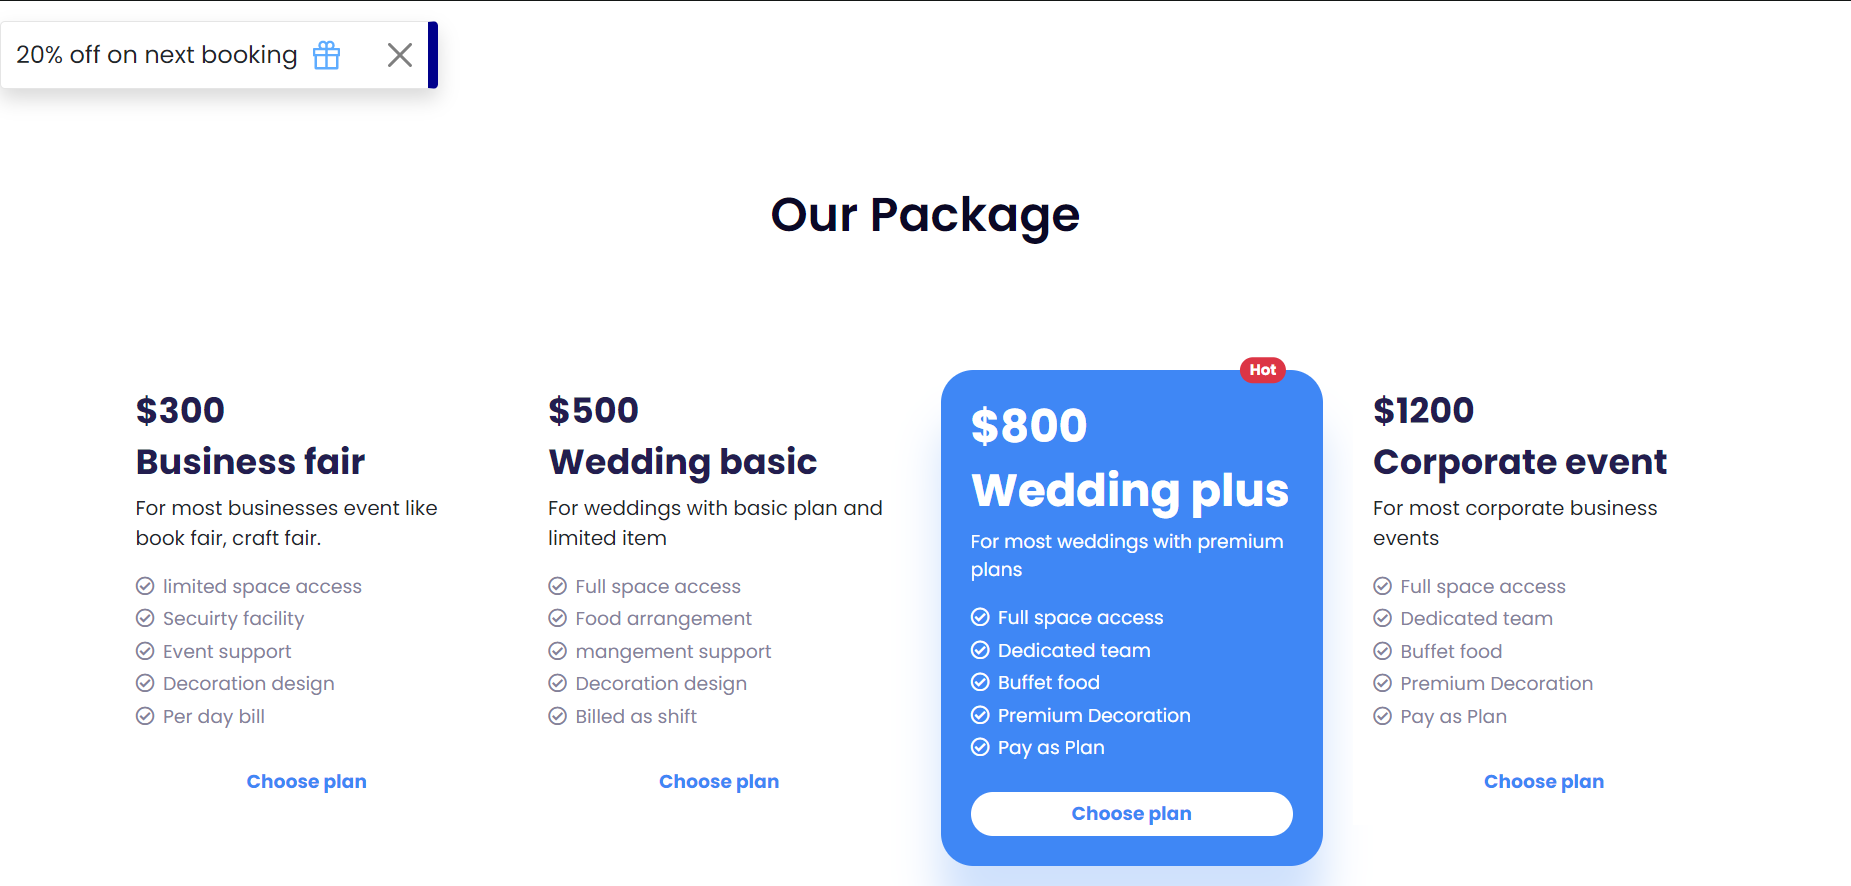 20% off on next booking
Our Package
$300
Business fair
For most businesses event like
book fair, craft fair.
limited space access
Secuirty facility
Event support
Decoration design
Per day bill
Choose plan
$500
Wedding basic
For weddings with basic plan and
limited item
Full space access
Food arrangement
mangement support
Decoration design
Billed as shift
Choose plan
Hot
$800
Wedding plus
For most weddings with premium
plans
Full space access
Dedicated team
Buffet food
Premium Decoration
Pay as Plan
Choose plan
$1200
Corporate event
For most corporate business
events
Full space access
Dedicated team
Buffet food
Premium Decoration
Pay as Plan
Choose plan